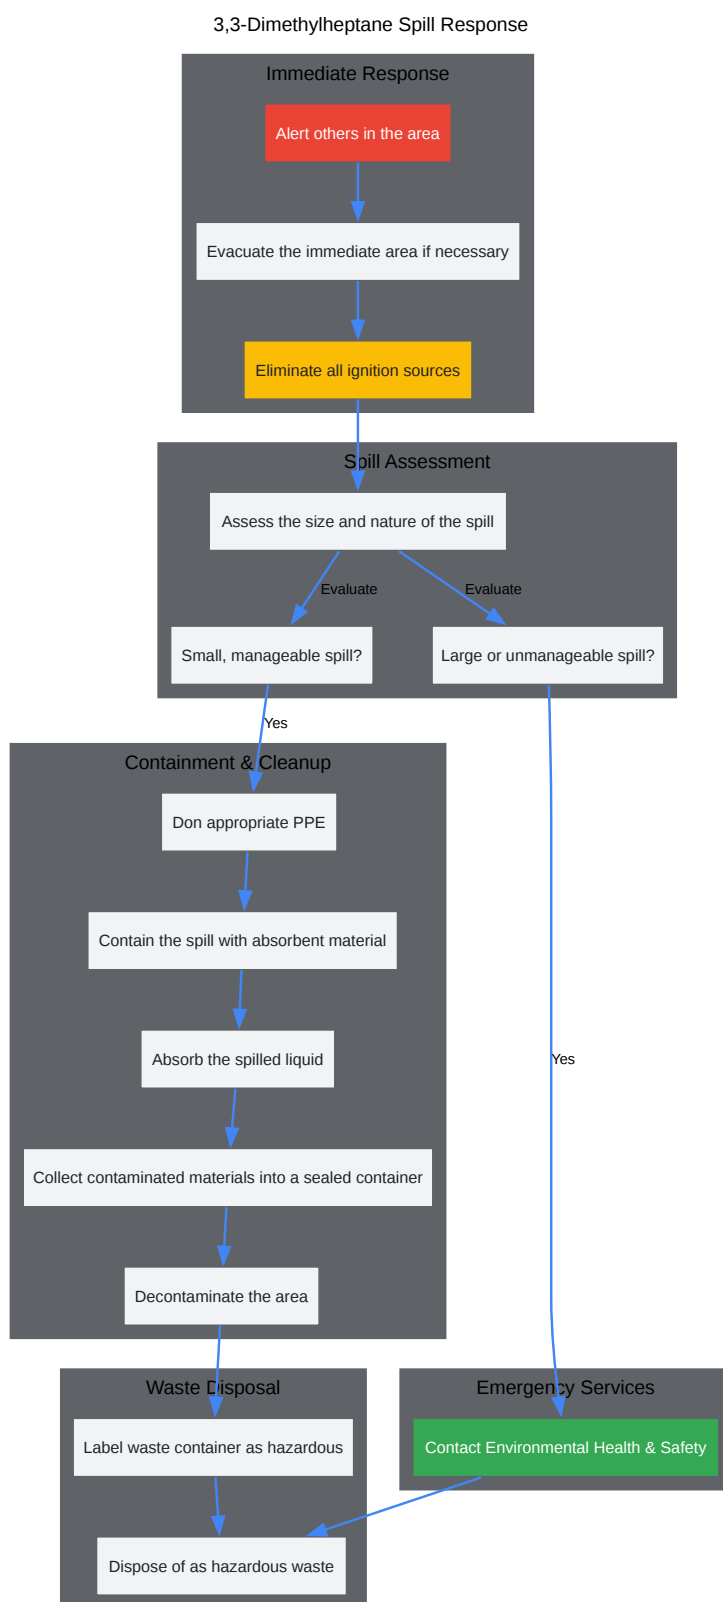 3,3-Dimethylheptane Spill Response
Immediate Response
Alert others in the area
Evacuate the immediate area if necessary
Eliminate all ignition sources
Spill Assessment
Assess the size and nature of the spill
Evaluate
Evaluate
Small, manageable spill?
Large or unmanageable spill?
Yes
Containment & Cleanup
Don appropriate PPE
Contain the spill with absorbent material
Absorb the spilled liquid
Yes
Collect contaminated materials into a sealed container
Decontaminate the area
Waste Disposal
Emergency Services
Label waste container as hazardous
Contact Environmental Health & Safety
Dispose of as hazardous waste